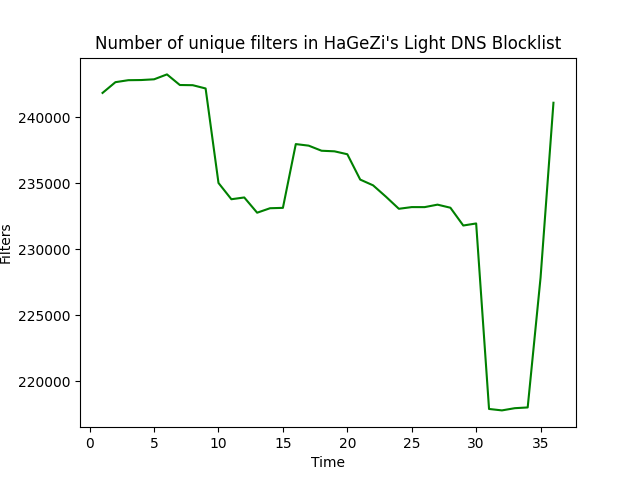 Number of unique filters in HaGeZi's Light DNS Blocklist
240000
235000
230000
225000
220000
Filters
0 5 10 15 20 25 30 35
Time